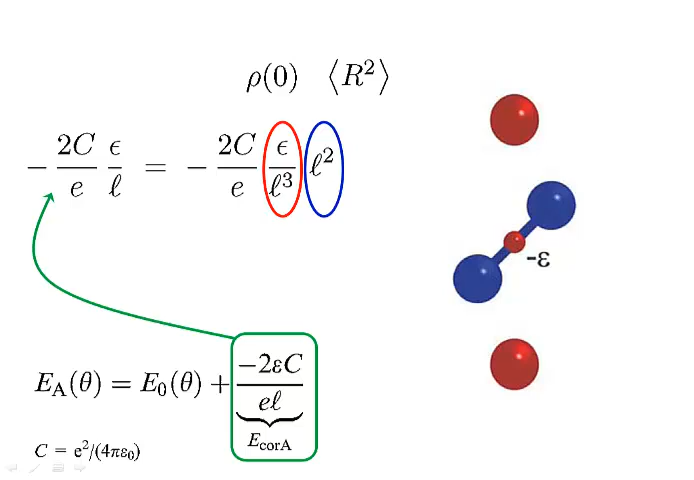 ρ(0) ⟨R²⟩
− 2C/e ϵ/ℓ = − 2C/e ϵ/ℓ³ ℓ²
-ε
E_A(θ) = E_0(θ) + −2εC/eℓ
E_corA
C = e²/(4πε₀)